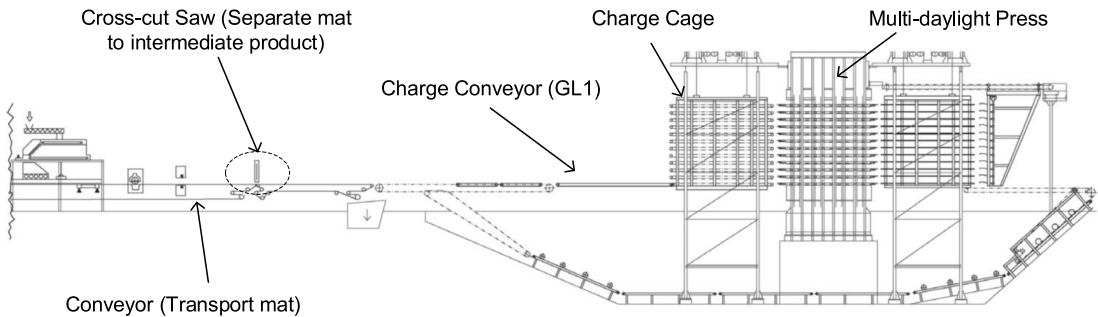 Cross-cut Saw (Separate mat
to intermediate product)
Charge Cage
Multi-daylight Press
Charge Conveyor (GL1)
Conveyor (Transport mat)